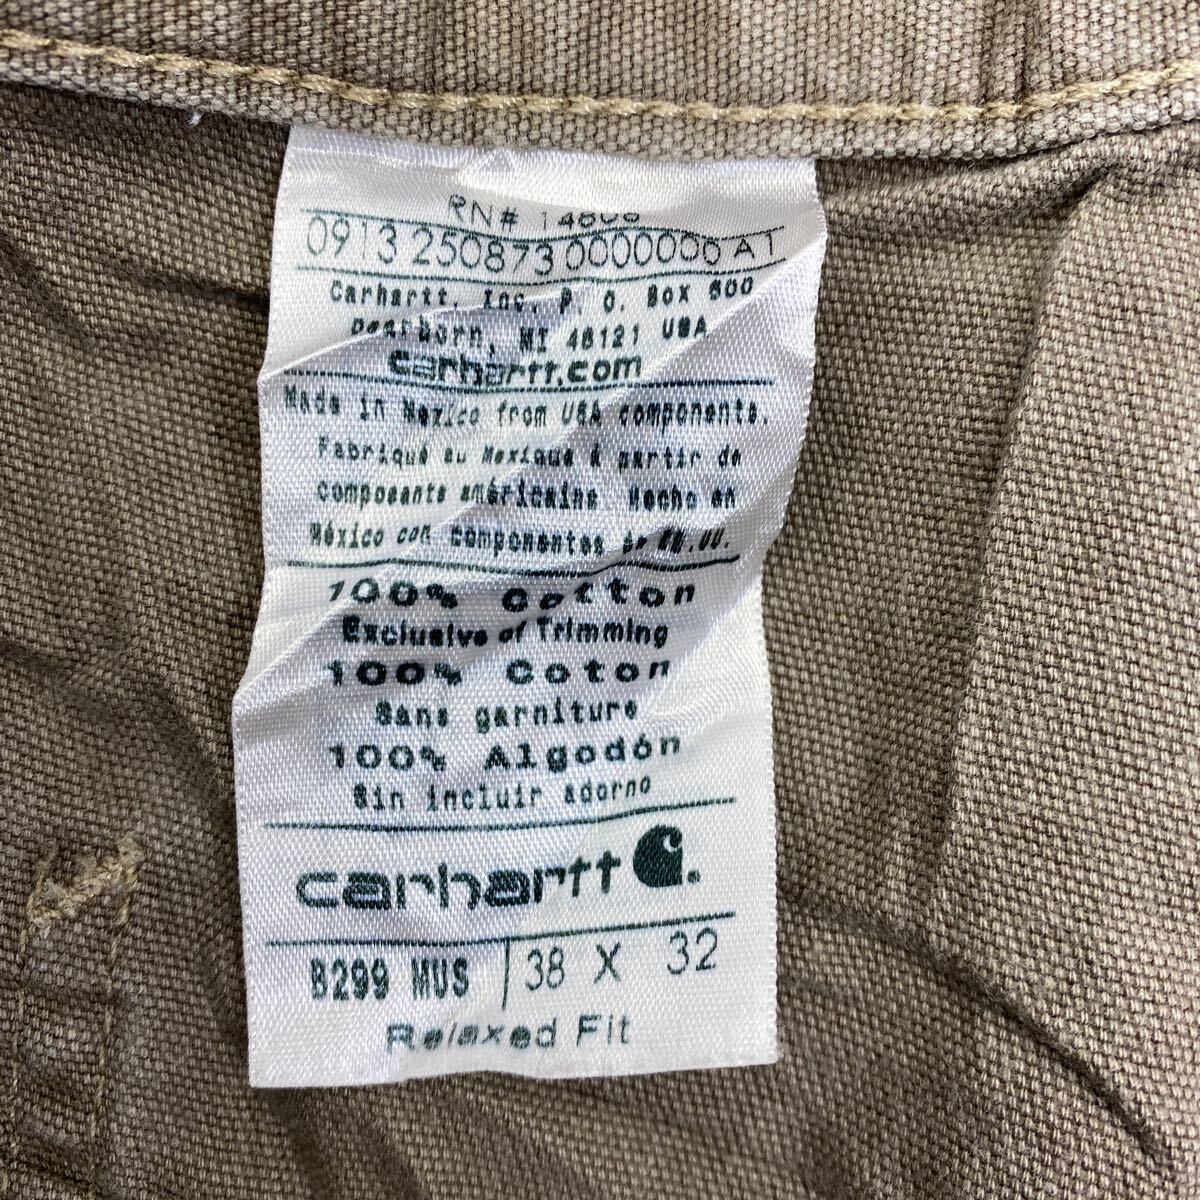 RN# 14806
0913 250873 0000000 A1
Carhartt, Inc. P. O. Box 600
Dearborn, MI 48121 USA
carhartt.com
Made in Mexico from USA components.
Fabriqué au Mexique à partir de
composants américains. Hecho en
México con componentes de EE.UU.
100% Cotton
Exclusive of Trimming
100% Coton
Sans garniture
100% Algodón
Sin incluir adorno
carhartt
B299 MUS / 38 X 32
Relaxed Fit